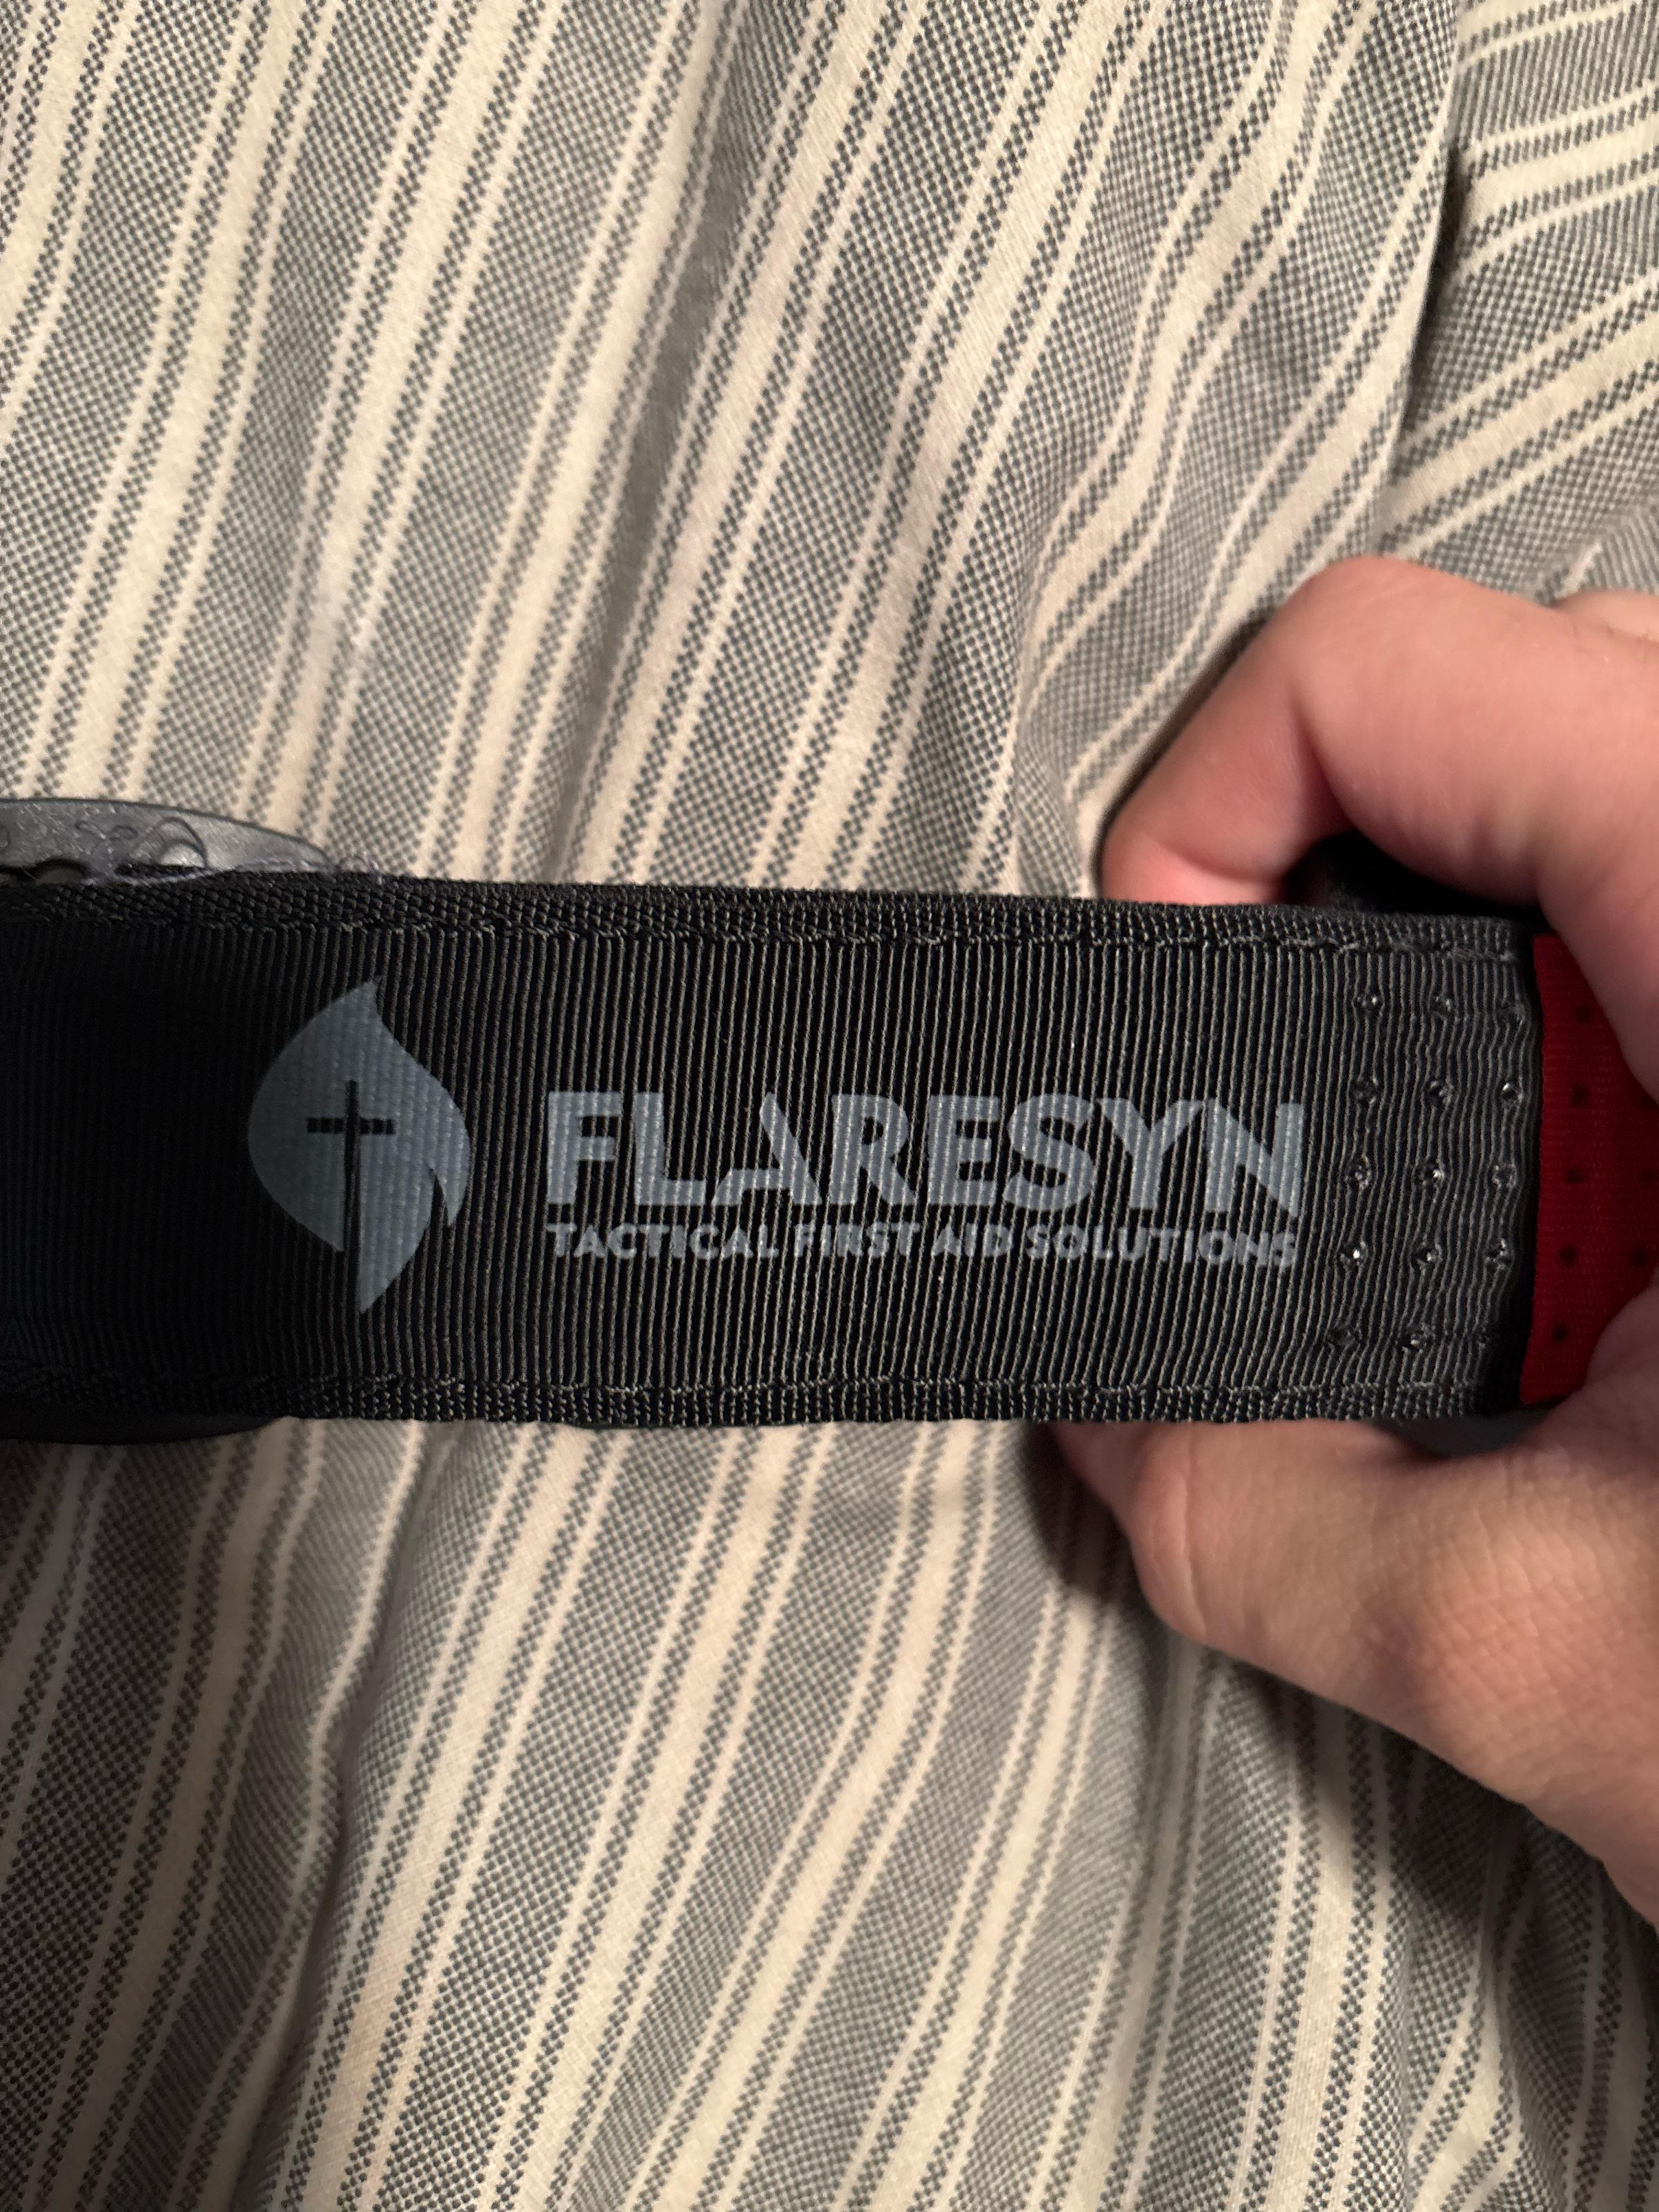 FLARESYN
TACTICAL FIRST AID SOLUTIONS